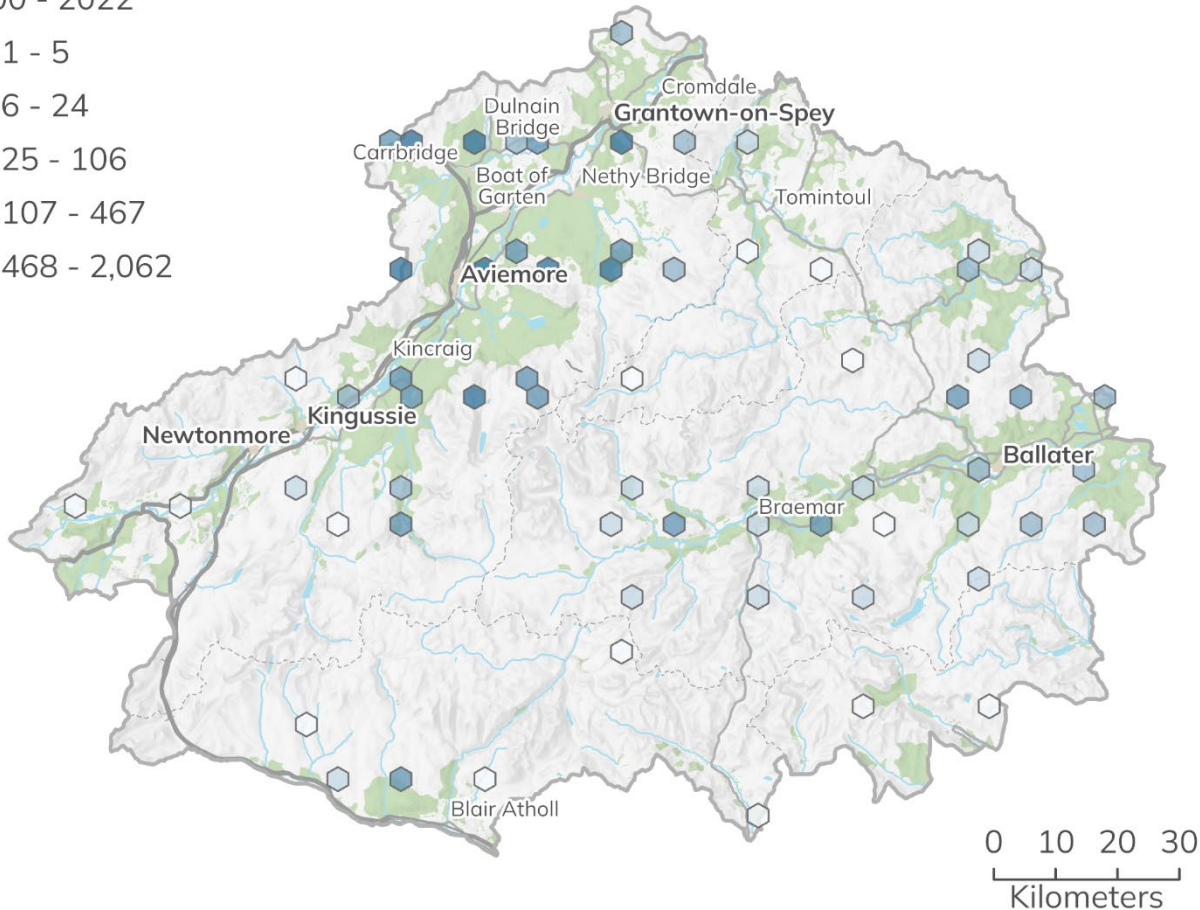 00 - 2022
1 - 5
6 - 24
25 - 106
107 - 467
468 - 2,062
Cromdale
Dulnain
Bridge
Grantown-on-Spey
Carrbridge
Boat of
Garten
Nethy Bridge
Tomintoul
Aviemore
Kincraig
Kingussie
Newtonmore
Ballater
Braemar
Blair Atholl
0 10 20 30
Kilometers